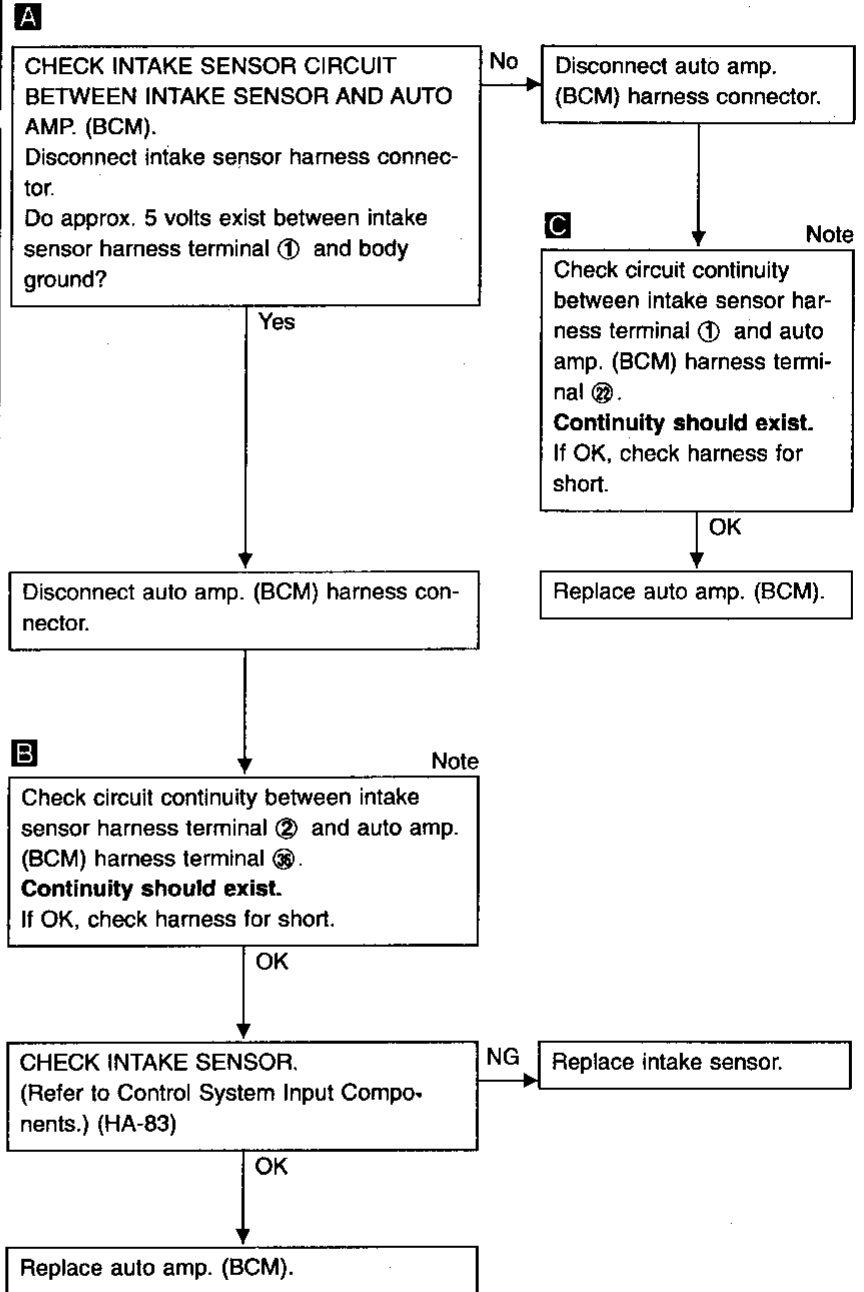 A
CHECK INTAKE SENSOR CIRCUIT
BETWEEN INTAKE SENSOR AND AUTO
AMP. (BCM).
Disconnect intake sensor harness connec-
tor.
Do approx. 5 volts exist between intake
sensor harness terminal ① and body
ground?
No
Disconnect auto amp.
(BCM) harness connector.
C
Note
Check circuit continuity
between intake sensor har-
ness terminal ① and auto
amp. (BCM) harness termi-
nal ㉒.
Continuity should exist.
If OK, check harness for
short.
OK
Replace auto amp. (BCM).
Yes
Disconnect auto amp. (BCM) harness con-
nector.
B
Note
Check circuit continuity between intake
sensor harness terminal ② and auto amp.
(BCM) harness terminal ㊱.
Continuity should exist.
If OK, check harness for short.
OK
CHECK INTAKE SENSOR.
(Refer to Control System Input Compo-
nents.) (HA-83)
NG
Replace intake sensor.
OK
Replace auto amp. (BCM).